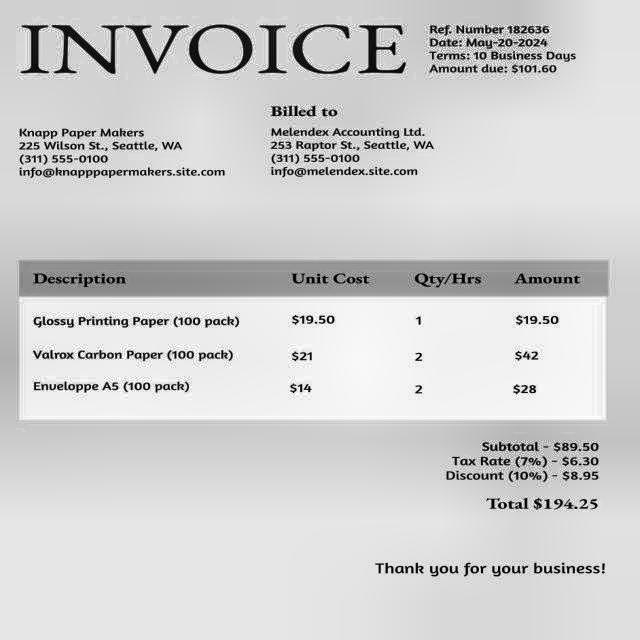 INVOICE
Ref. Number 182636
Date: May-20-2024
Terms: 10 Business Days
Amount due: $101.60
Billed to
Knapp Paper Makers
225 Wilson St., Seattle, WA
(311) 555-0100
info@knapppapermakers.site.com
Melendex Accounting Ltd.
253 Raptor St., Seattle, WA
(311) 555-0100
info@melendex.site.com
Description Unit Cost Qty/Hrs Amount
Glossy Printing Paper (100 pack) $19.50 1 $19.50
Valrox Carbon Paper (100 pack) $21 2 $42
Enveloppe A5 (100 pack) $14 2 $28
Subtotal - $89.50
Tax Rate (7%) - $6.30
Discount (10%) - $8.95
Total $194.25
Thank you for your business!